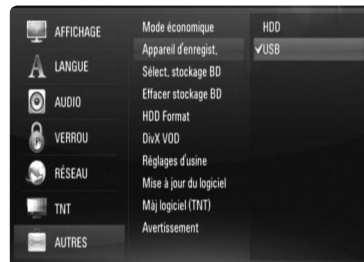 AFFICHAGE
LANGUE
AUDIO
VERROU
RÉSEAU
TNT
AUTRES
Mode économique
Appareil d'enregist.
Sélect. stockage BD
Effacer stockage BD
HDD Format
DivX VOD
Réglages d'usine
Mise à jour du logiciel
Màj logiciel (TNT)
Avertissement
HDD
✓USB